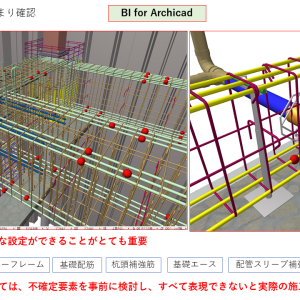 まり確認
BI for Archicad
な設定ができることがとても重要
ーフレーム
基礎配筋
杭頭補強筋
基礎エース
配管スリーブ補強
ては、不確定要素を事前に検討し、すべて表現できないと実際の施